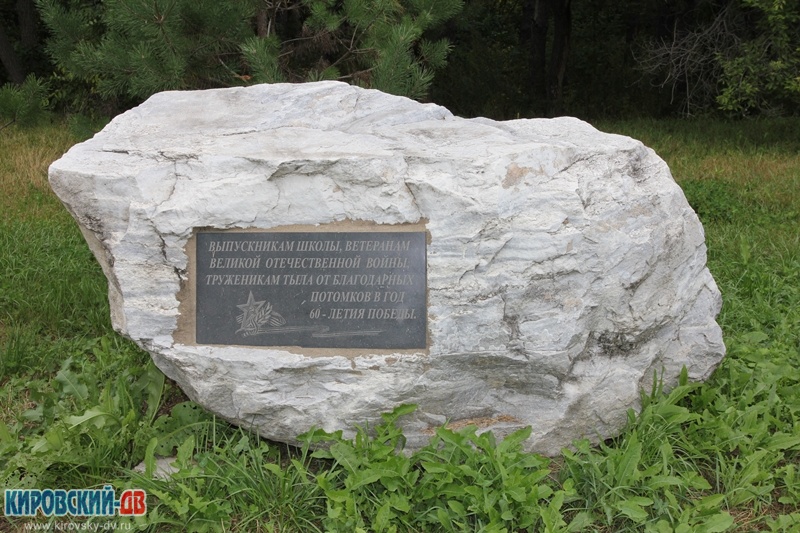 ВЫПУСКНИКАМ ШКОЛЫ, ВЕТЕРАНАМ
ВЕЛИКОЙ ОТЕЧЕСТВЕННОЙ ВОЙНЫ,
ТРУЖЕНИКАМ ТЫЛА ОТ БЛАГОДАРНЫХ
ПОТОМКОВ В ГОД
60 - ЛЕТИЯ ПОБЕДЫ.
КИРОВСКИЙ-ДВ
www.kirovsky-dv.ru